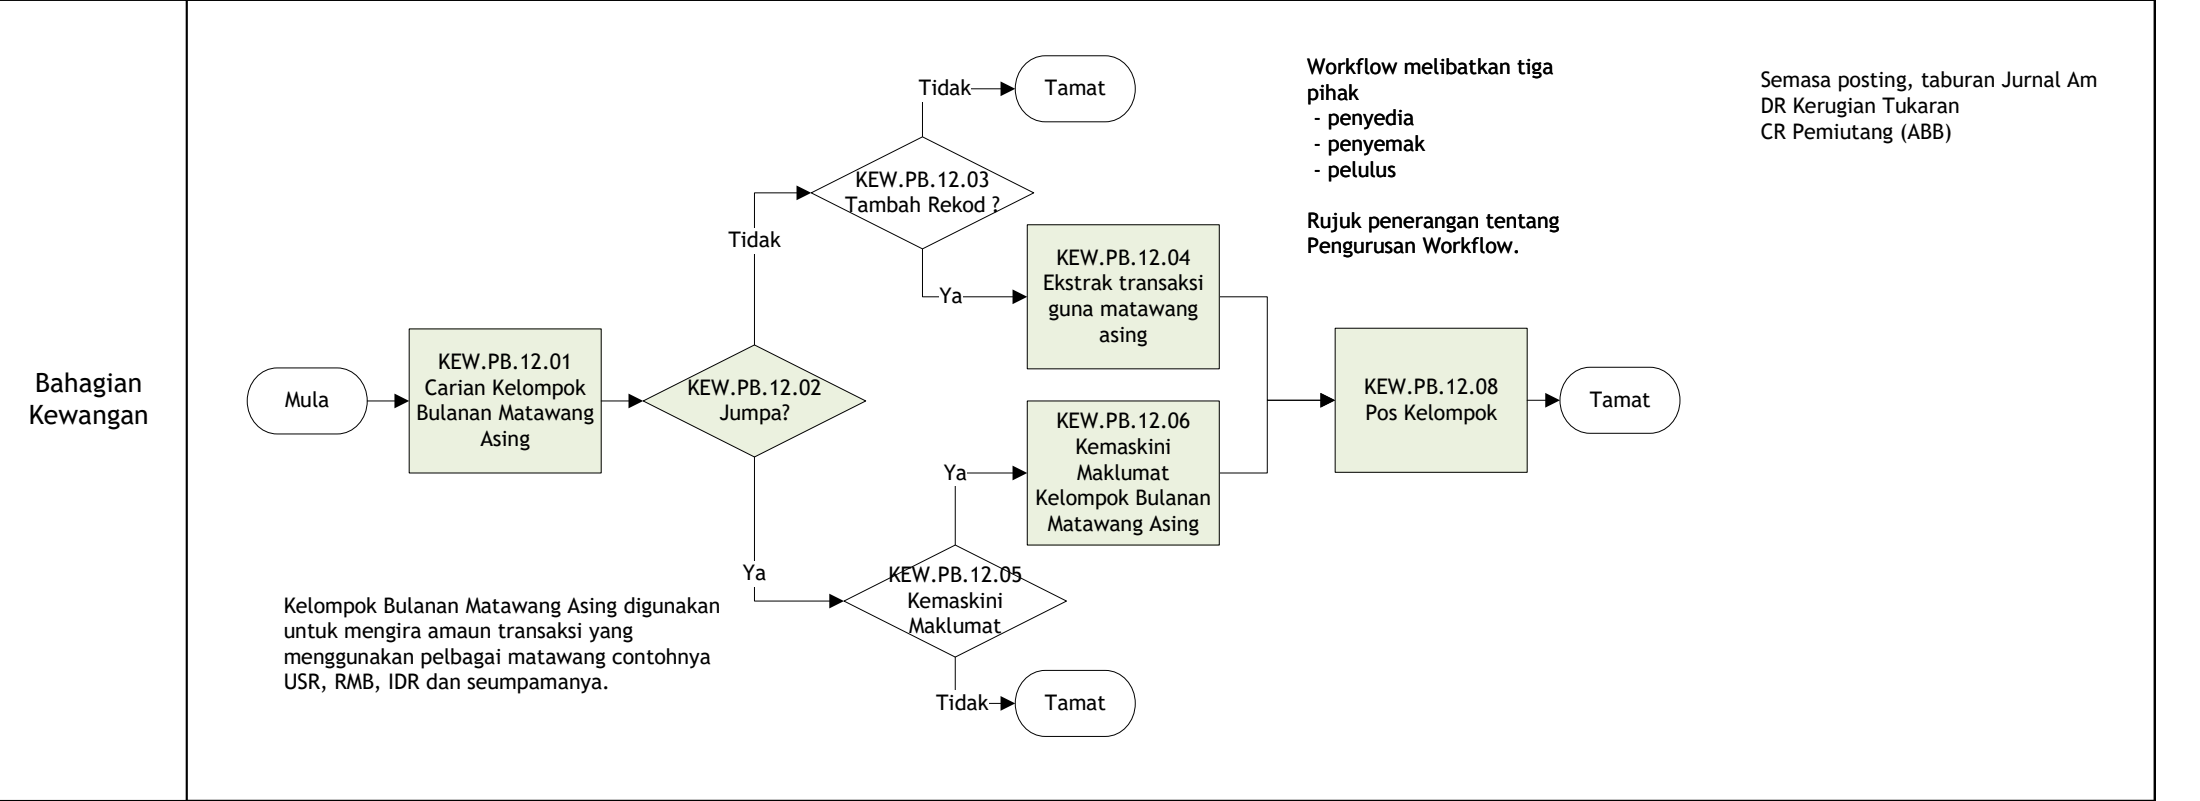 Bahagian
Kewangan
Mula
KEW.PB.12.01
Carian Kelompok
Bulanan Matawang
Asing
KEW.PB.12.02
Jumpa?
Tidak
Ya
KEW.PB.12.03
Tambah Rekod ?
Tidak
Tamat
Ya
KEW.PB.12.04
Ekstrak transaksi
guna matawang
asing
KEW.PB.12.05
Kemaskini
Maklumat
Ya
KEW.PB.12.06
Kemaskini
Maklumat
Kelompok Bulanan
Matawang Asing
Tidak
Tamat
KEW.PB.12.08
Pos Kelompok
Tamat
Workflow melibatkan tiga
pihak
- penyedia
- penyemak
- pelulus
Rujuk penerangan tentang
Pengurusan Workflow.
Semasa posting, taburan Jurnal Am
DR Kerugian Tukaran
CR Pemiutang (ABB)
Kelompok Bulanan Matawang Asing digunakan
untuk mengira amaun transaksi yang
menggunakan pelbagai matawang contohnya
USR, RMB, IDR dan seumpamanya.